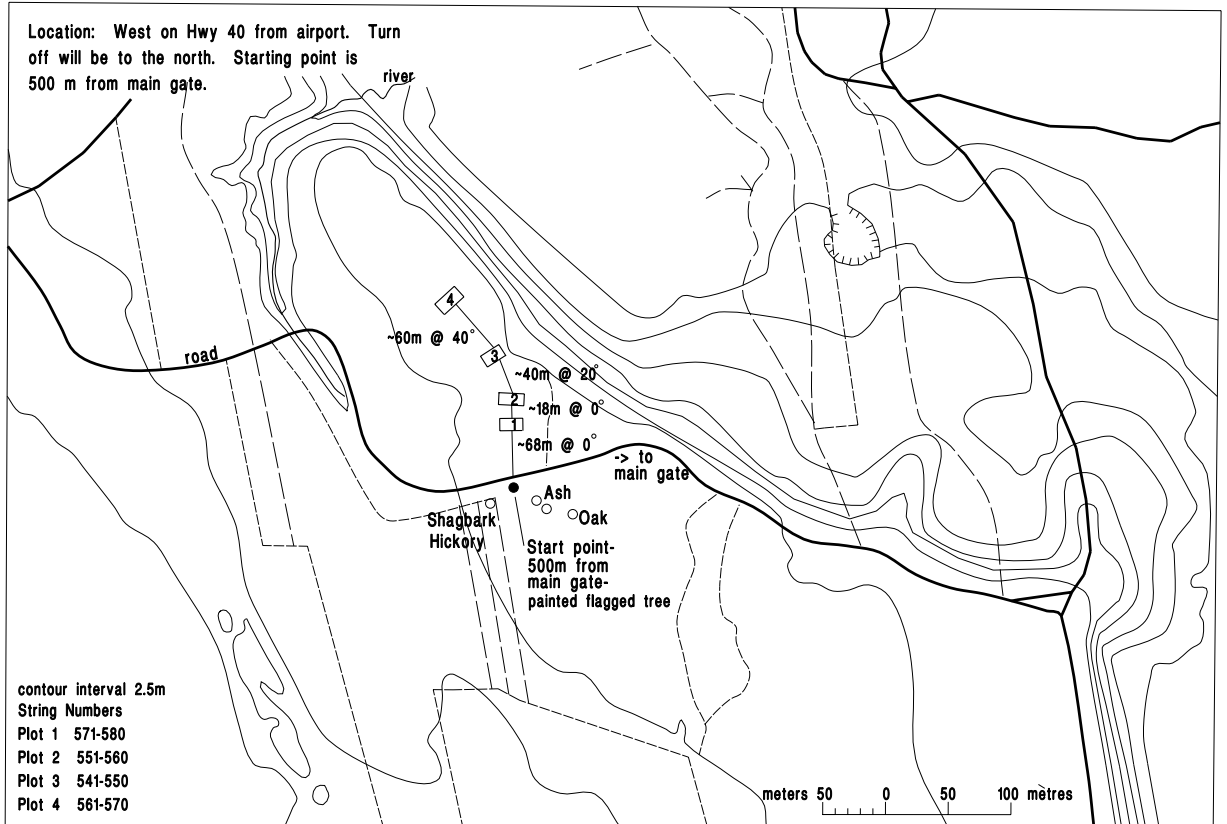 Location: West on Hwy 40 from airport. Turn
off will be to the north. Starting point is
500 m from main gate.
river
road
4
~60m @ 40°
3
~40m @ 20°
2
~18m @ 0°
1
~68m @ 0°
-> to
main gate
Ash
Oak
Shagbark
Hickory
Start point-
500m from
main gate-
painted flagged tree
contour interval 2.5m
String Numbers
Plot 1 571-580
Plot 2 551-560
Plot 3 541-550
Plot 4 561-570
meters 50 0 50 100 metres